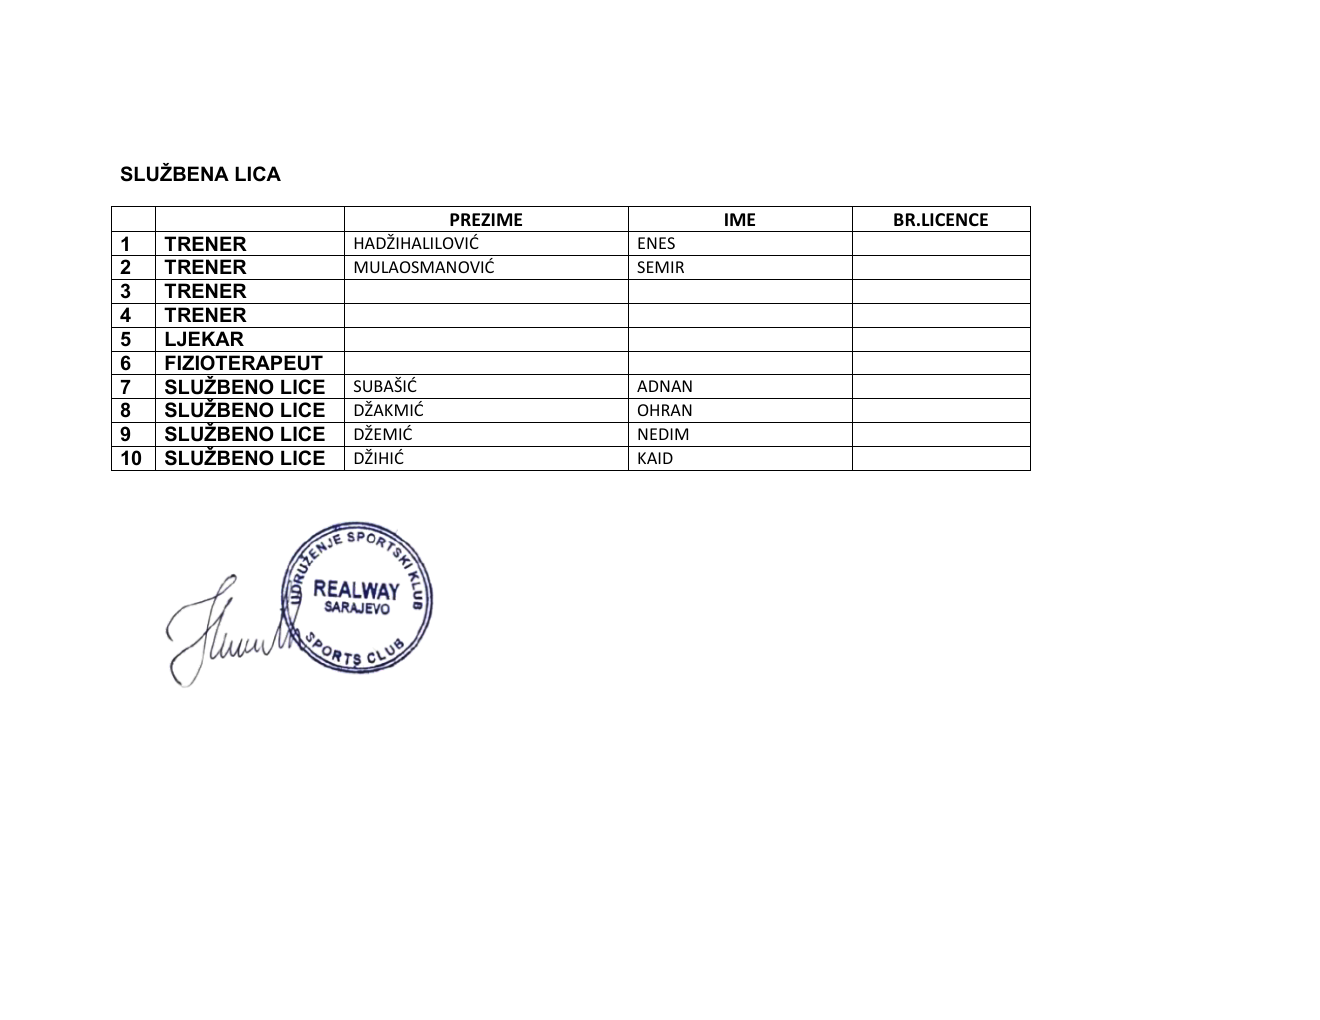 SLUŽBENA LICA
PREZIME IME BR.LICENCE
1 TRENER HADŽIHALILOVIĆ ENES
2 TRENER MULAOSMANOVIĆ SEMIR
3 TRENER
4 TRENER
5 LJEKAR
6 FIZIOTERAPEUT
7 SLUŽBENO LICE SUBAŠIĆ ADNAN
8 SLUŽBENO LICE DŽAKMIĆ OHRAN
9 SLUŽBENO LICE DŽEMIĆ NEDIM
10 SLUŽBENO LICE DŽIHIĆ KAID
UDRUŽENJE SPORTSKI KLUB
REALWAY
SARAJEVO
SPORTS CLUB